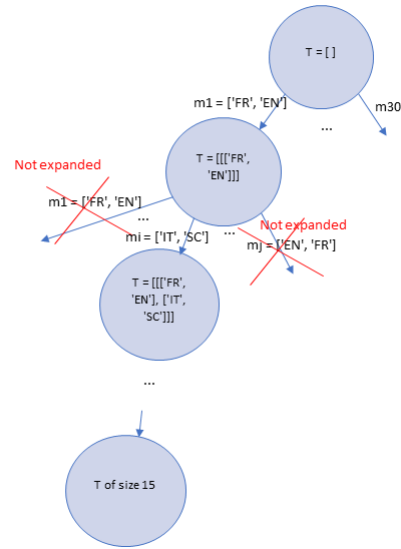 T = [ ]
m1 = ['FR', 'EN']
m30
...
T = [[['FR',
'EN']]]
Not expanded
m1 = ['FR', 'EN']
...
...
Not expanded
mi = ['IT', 'SC']
mj = ['EN', 'FR']
T = [[['FR',
'EN'], ['IT',
'SC']]]
...
T of size 15